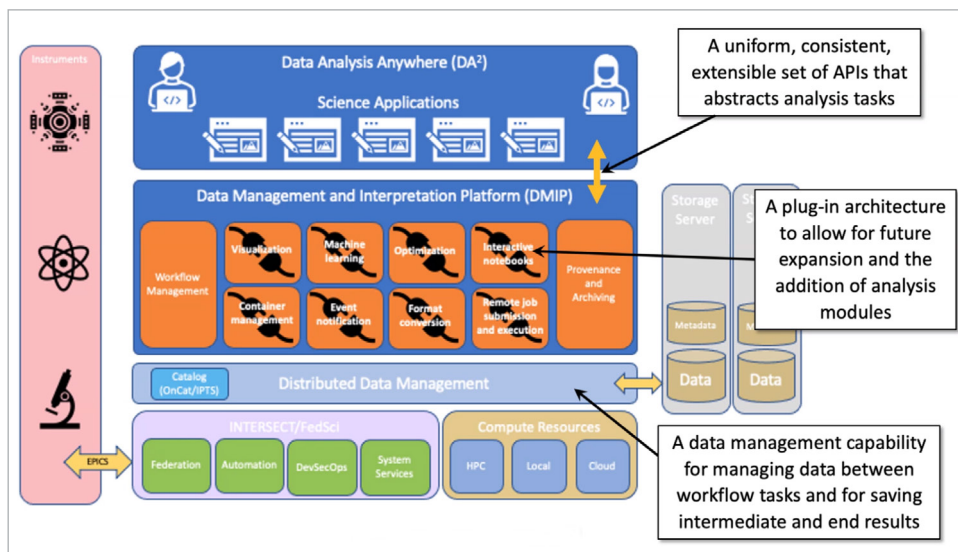 Instruments
Data Analysis Anywhere (DA²)
Science Applications
A uniform, consistent,
extensible set of APIs that
abstracts analysis tasks
Data Management and Interpretation Platform (DMIP)
Workflow
Management
Visualization
Machine
learning
Optimization
Interactive
notebooks
Container
management
Event
notification
Format
conversion
Remote job
submission
and execution
Provenance
and
Archiving
Storage
Server
Metadata
Data
Data
A plug-in architecture
to allow for future
expansion and the
addition of analysis
modules
Catalog
(OnCat/IPTS)
Distributed Data Management
INTERSECT/FedSci
Federation
Automation
DevSecOps
System
Services
Compute Resources
HPC
Local
Cloud
EPICS
A data management capability
for managing data between
workflow tasks and for saving
intermediate and end results